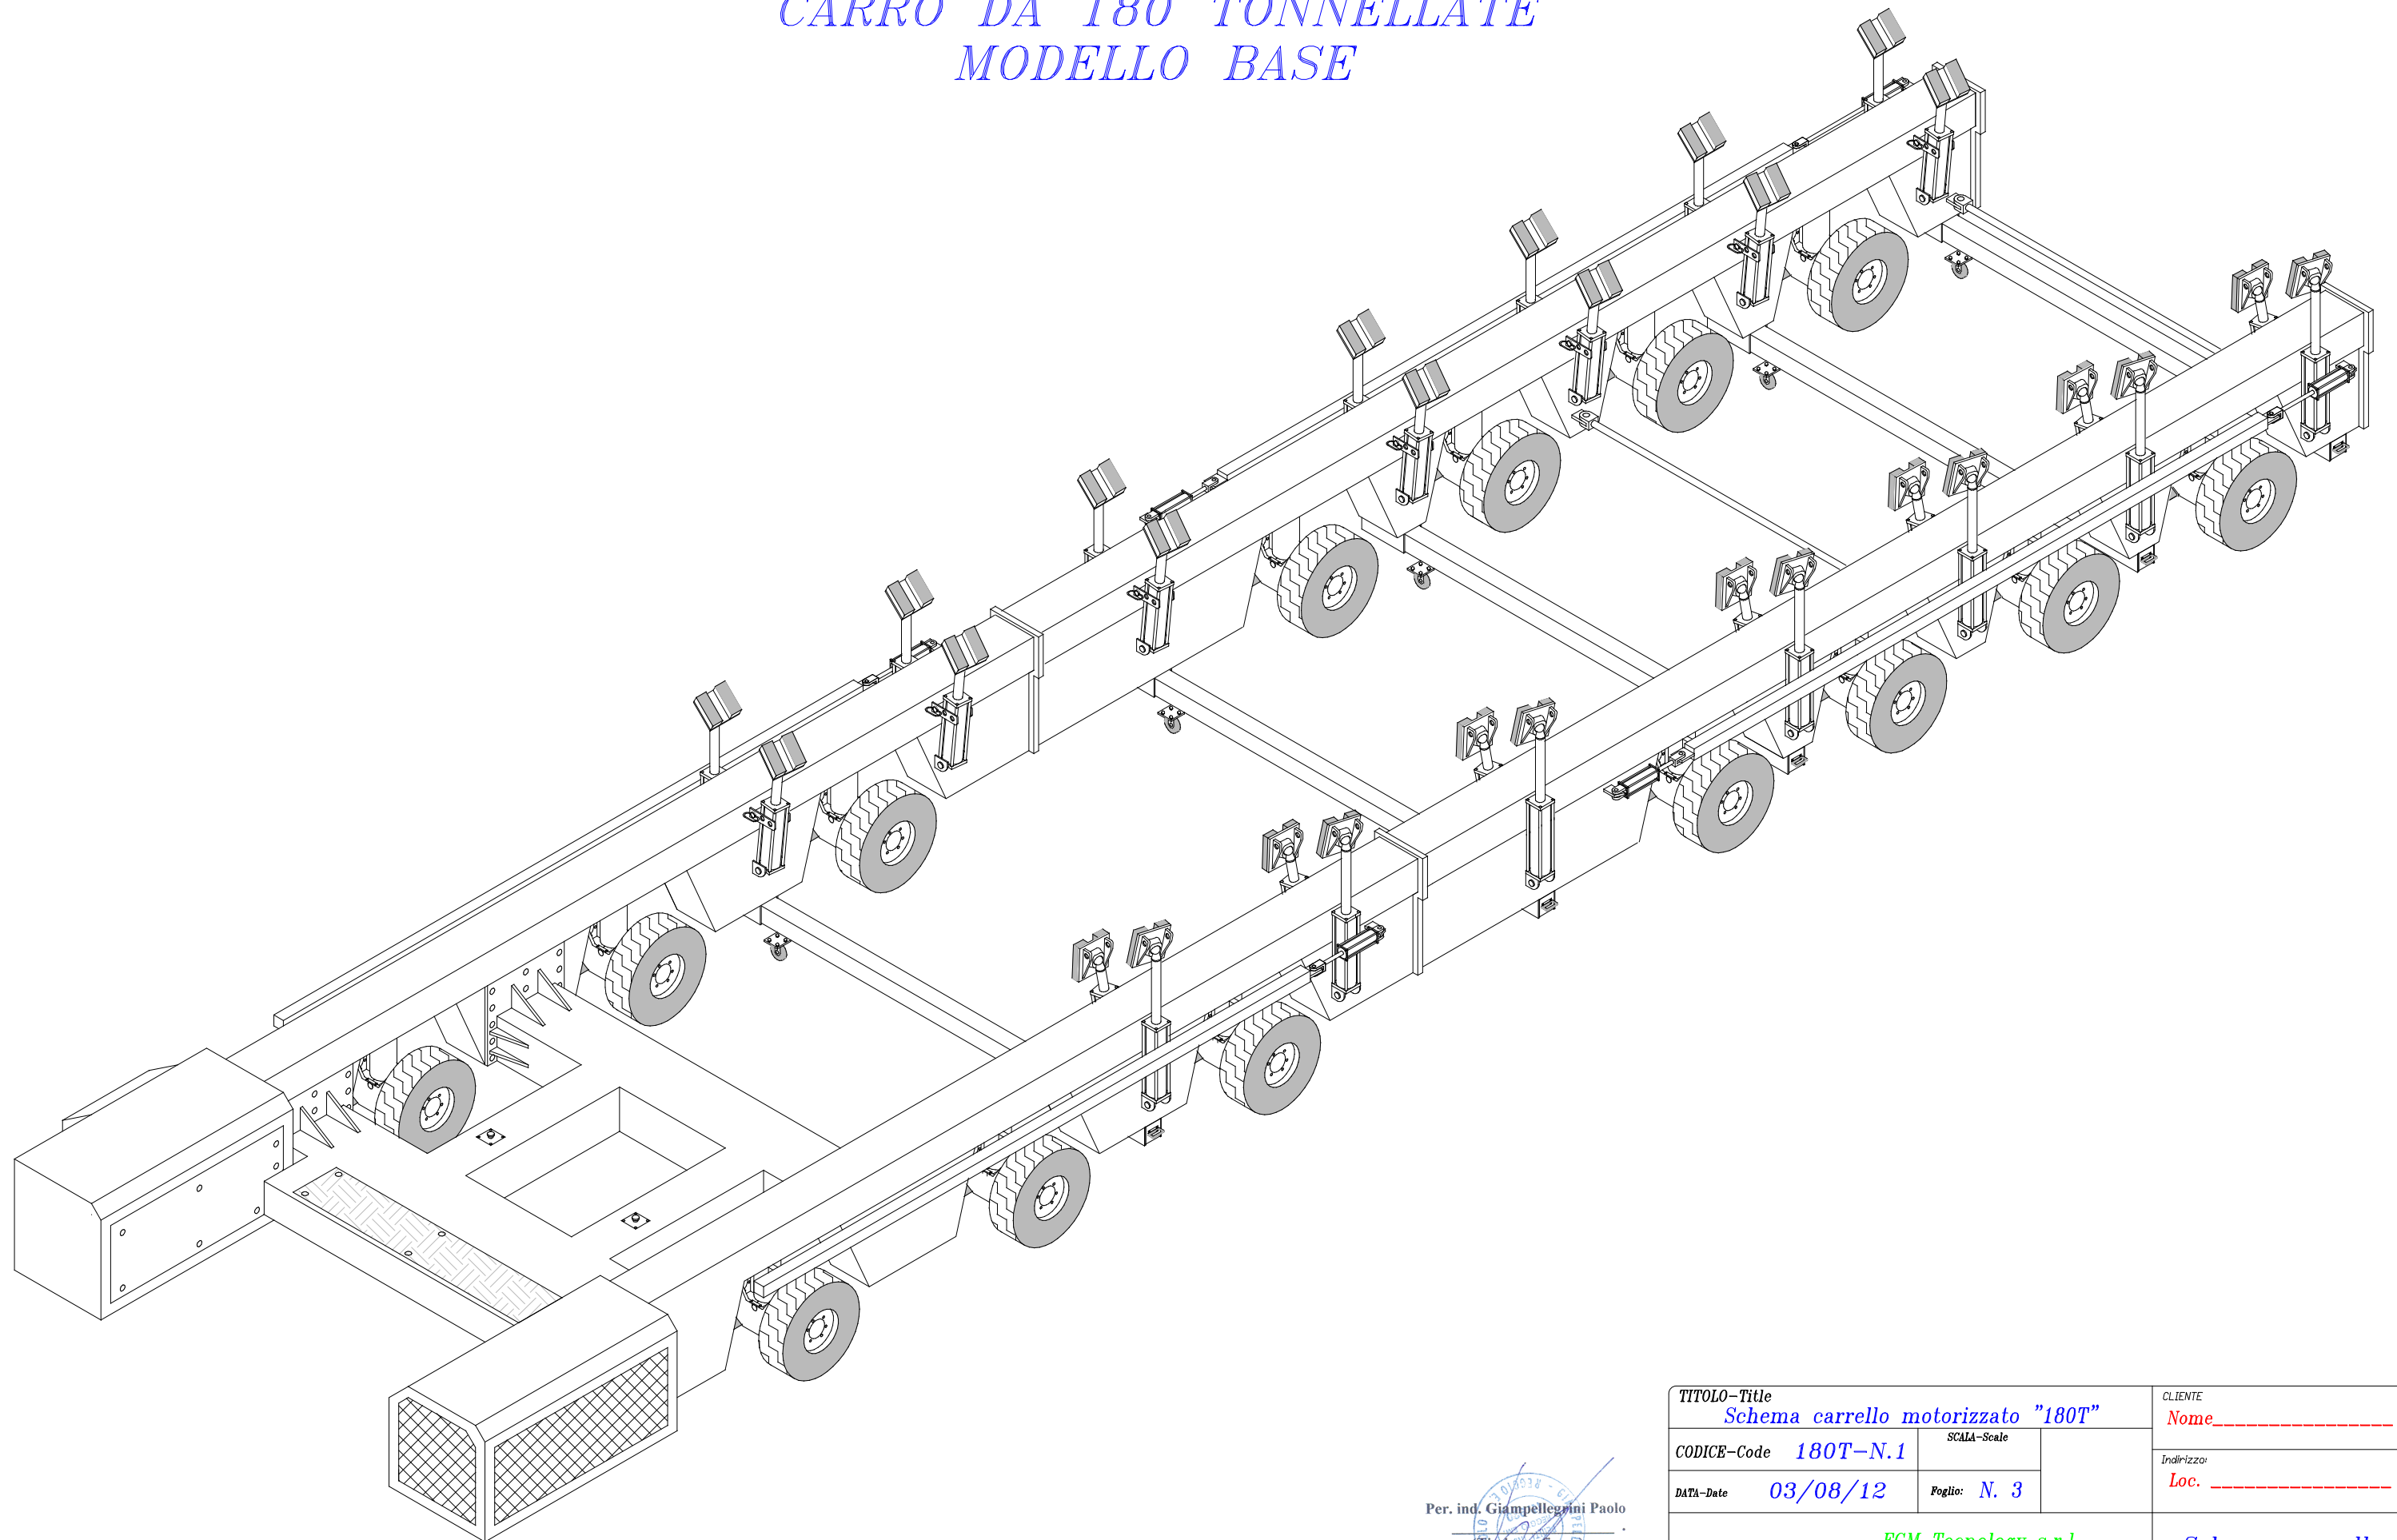 CARRO DA 180 TONNELLATE
MODELLO BASE
TITOLO-Title
Schema carrello motorizzato "180T"
CODICE-Code 180T-N.1
SCALA-Scale
DATA-Date 03/08/12
Foglio: N. 3
CLIENTE
Nome________________
Indirizzo:
Loc. ________________
Per. ind. Giampellegrini Paolo